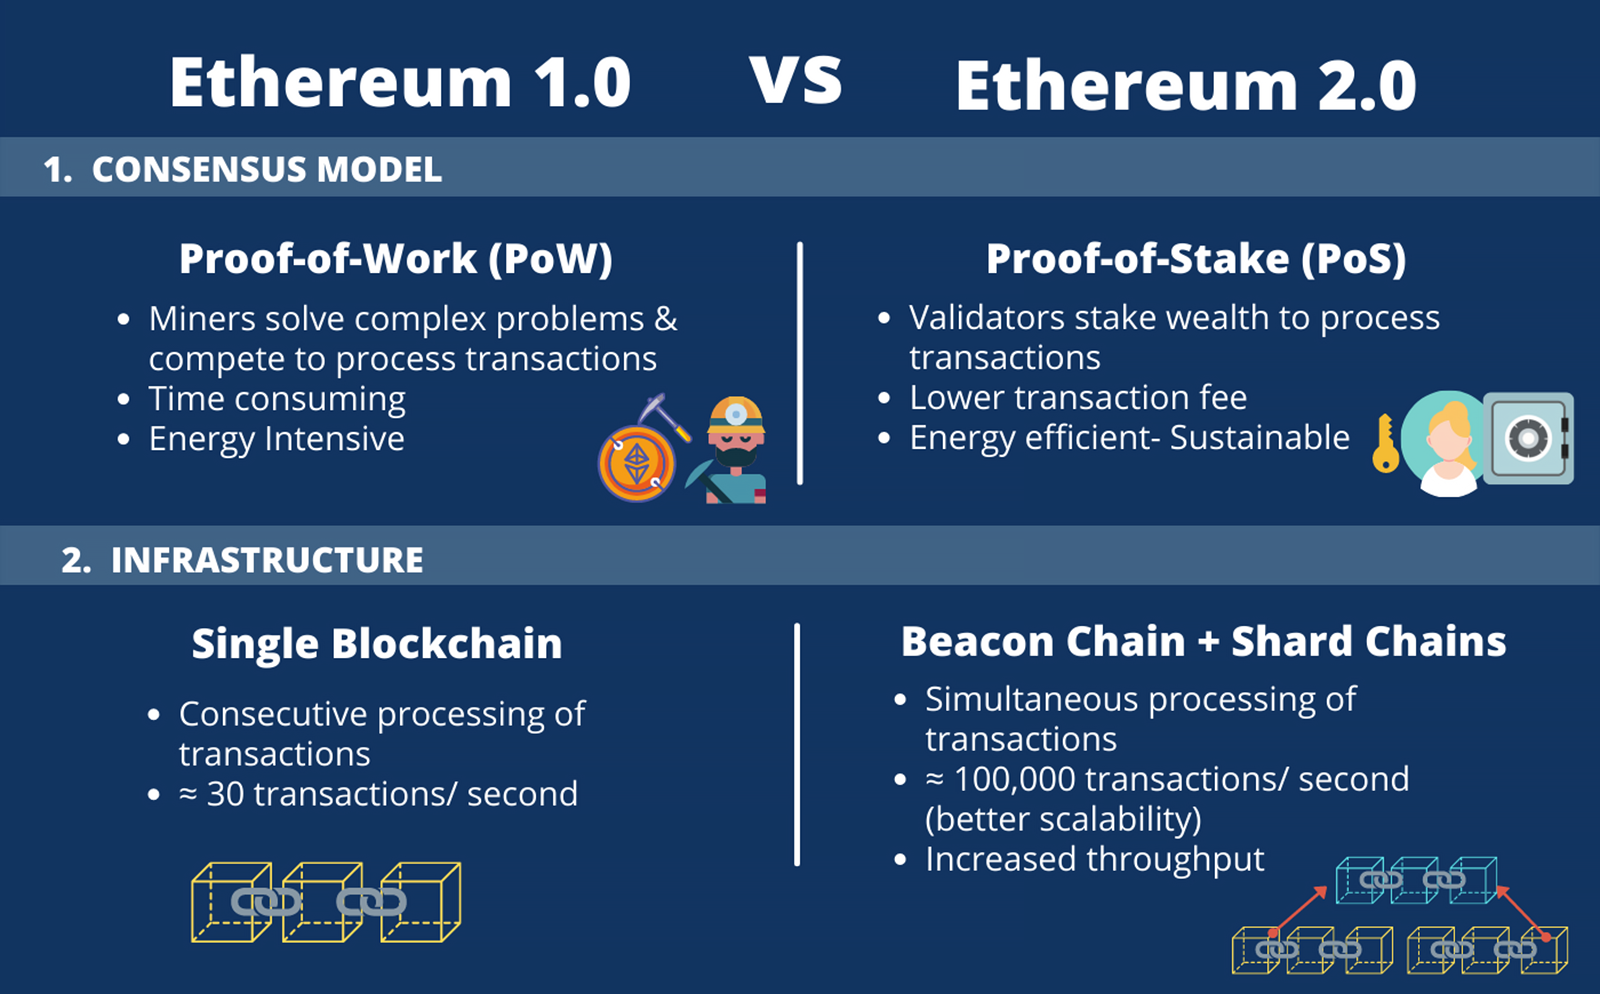 Ethereum 1.0 VS Ethereum 2.0
1. CONSENSUS MODEL
Proof-of-Work (PoW)
• Miners solve complex problems &
compete to process transactions
• Time consuming
• Energy Intensive
Proof-of-Stake (PoS)
• Validators stake wealth to process
transactions
• Lower transaction fee
• Energy efficient- Sustainable
2. INFRASTRUCTURE
Single Blockchain
• Consecutive processing of
transactions
• ≈ 30 transactions/ second
Beacon Chain + Shard Chains
• Simultaneous processing of
transactions
• ≈ 100,000 transactions/ second
(better scalability)
• Increased throughput